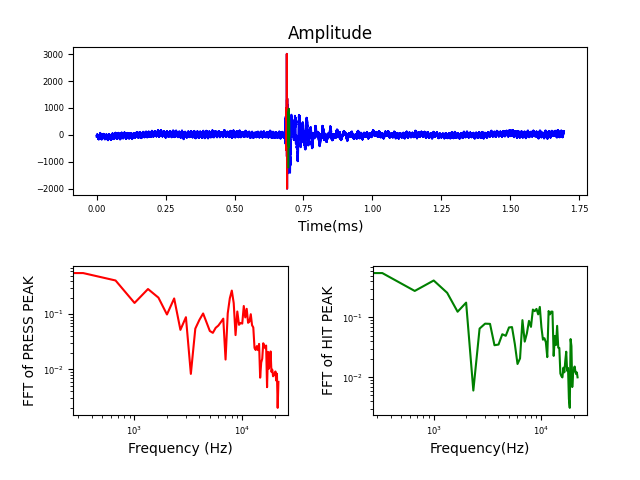 Amplitude
3000
2000
1000
0
−1000
−2000
0.00 0.25 0.50 0.75 1.00 1.25 1.50 1.75
Time(ms)
FFT of PRESS PEAK
10⁻¹
10⁻²
10³ 10⁴
Frequency (Hz)
FFT of HIT PEAK
10⁻¹
10⁻²
10³ 10⁴
Frequency(Hz)